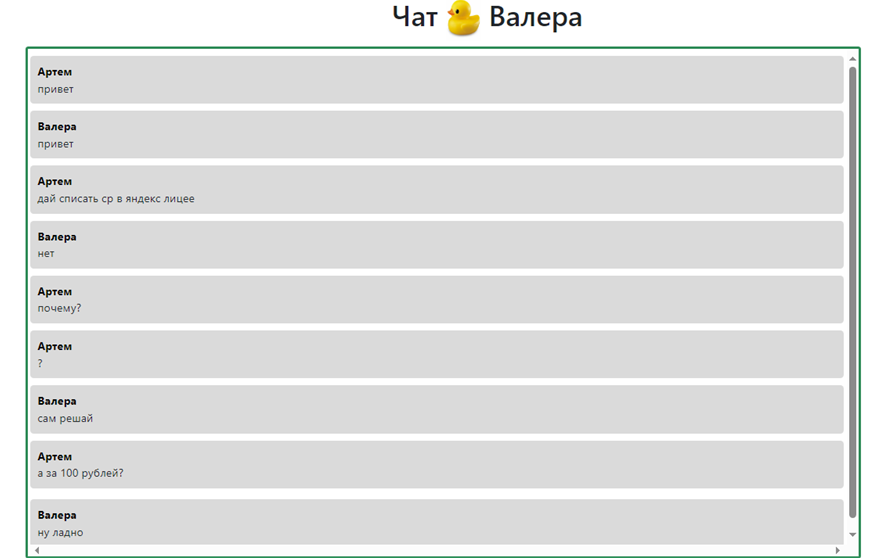 Чат Валера
Артем
привет
Валера
привет
Артем
дай списать ср в яндекс лицее
Валера
нет
Артем
почему?
Артем
?
Валера
сам решай
Артем
а за 100 рублей?
Валера
ну ладно